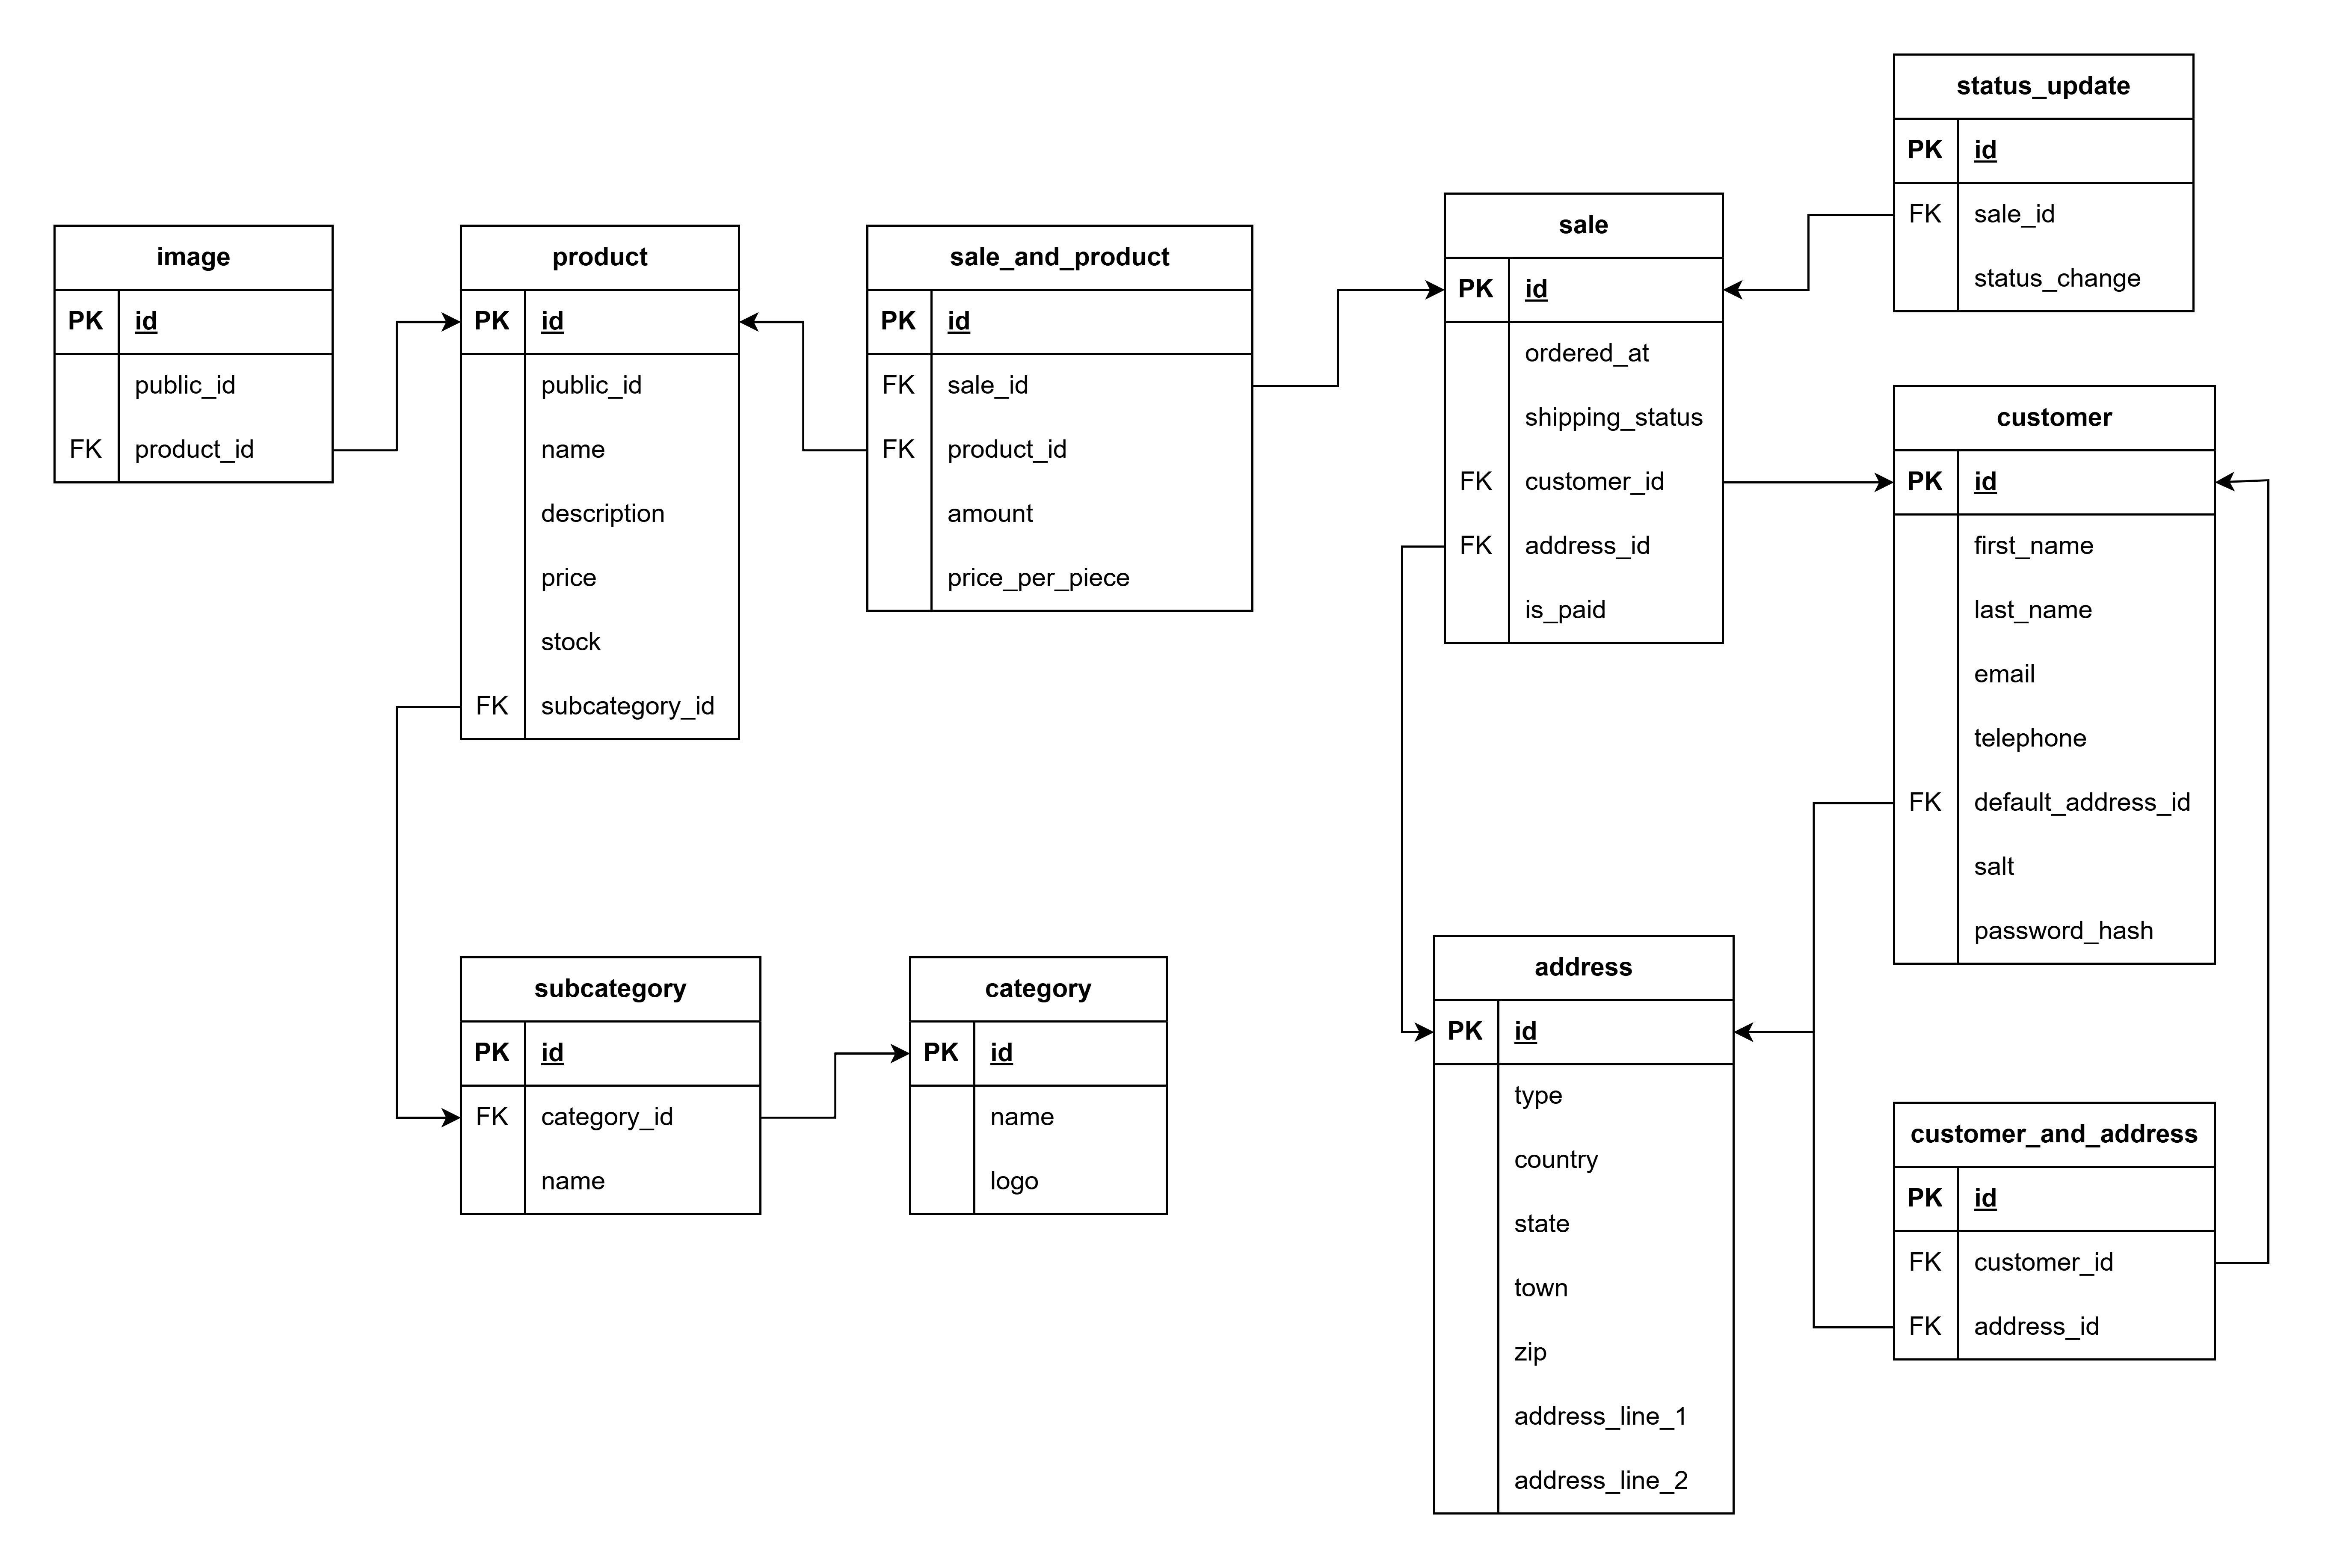 image
PK id
public_id
FK product_id
product
PK id
public_id
name
description
price
stock
FK subcategory_id
sale_and_product
PK id
FK sale_id
FK product_id
amount
price_per_piece
sale
PK id
ordered_at
shipping_status
FK customer_id
FK address_id
is_paid
status_update
PK id
FK sale_id
status_change
customer
PK id
first_name
last_name
email
telephone
FK default_address_id
salt
password_hash
subcategory
PK id
FK category_id
name
category
PK id
name
logo
address
PK id
type
country
state
town
zip
address_line_1
address_line_2
customer_and_address
PK id
FK customer_id
FK address_id